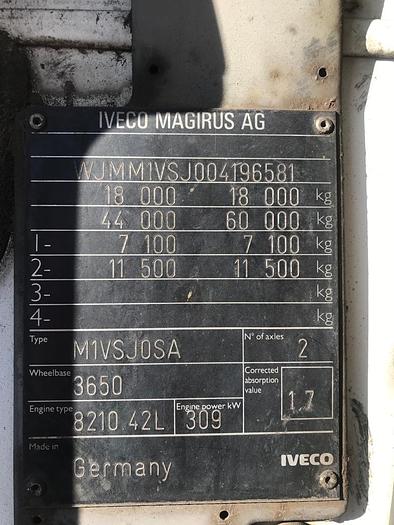 IVECO MAGIRUS AG
WJMM1VSJ004196581
18 000 18 000 kg
44 000 60 000 kg
1- 7 100 7 100 kg
2- 11 500 11 500 kg
3- kg
4- kg
Type M1VSJOSA N° of axles 2
Wheelbase 3650 Corrected absorption value 1.7
Engine type 8210.42L Engine power kW 309
Made in Germany IVECO